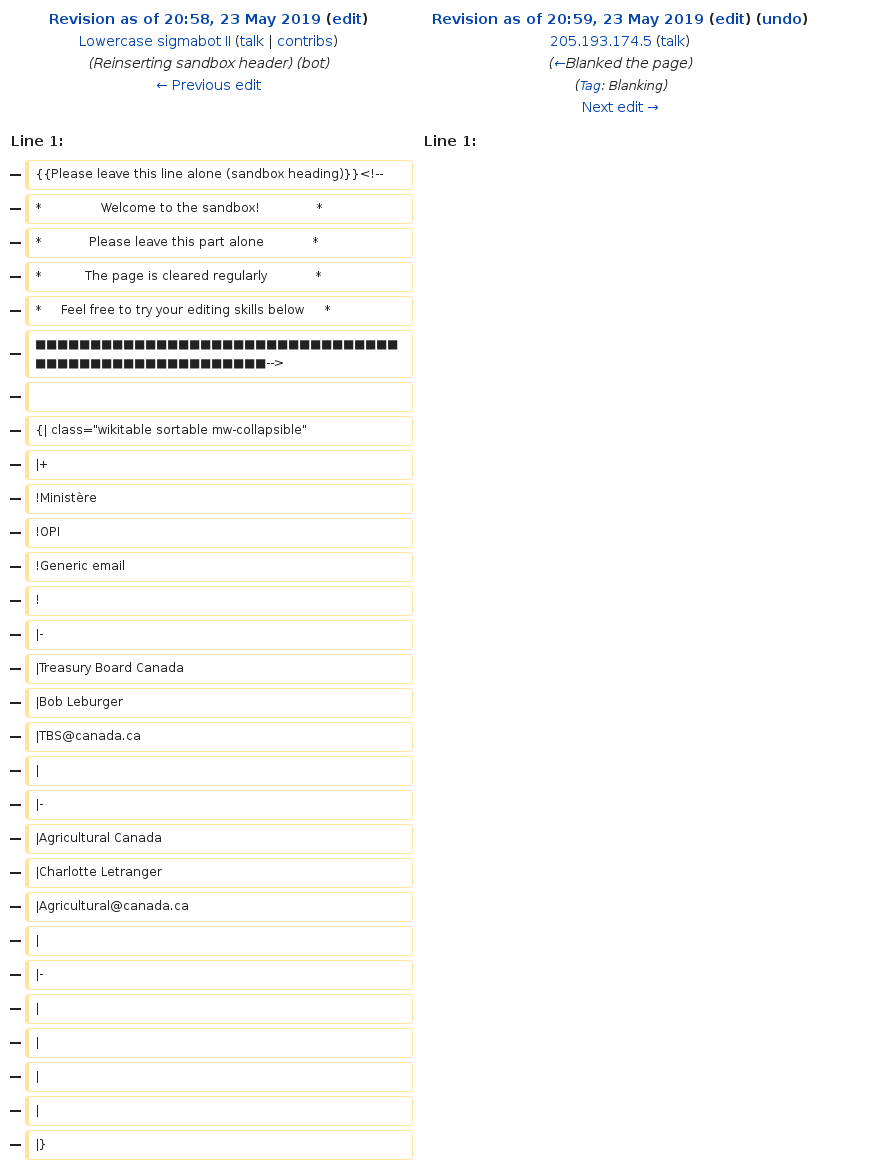 Revision as of 20:58, 23 May 2019 (edit)
Lowercase sigmabot II (talk | contribs)
(Reinserting sandbox header) (bot)
← Previous edit
Revision as of 20:59, 23 May 2019 (edit) (undo)
205.193.174.5 (talk)
(←Blanked the page)
(Tag: Blanking)
Next edit →
Line 1:
Line 1:
{{Please leave this line alone (sandbox heading)}}<!--
* Welcome to the sandbox! *
* Please leave this part alone *
* The page is cleared regularly *
* Feel free to try your editing skills below *
■■■■■■■■■■■■■■■■■■■■■■■■■■■■■■■■■
■■■■■■■■■■■■■■■■■■■■■-->
{| class="wikitable sortable mw-collapsible"
|+
!Ministère
!OPI
!Generic email
!
|-
|Treasury Board Canada
|Bob Leburger
|TBS@canada.ca
|
|-
|Agricultural Canada
|Charlotte Letranger
|Agricultural@canada.ca
|
|-
|
|
|
|
|}